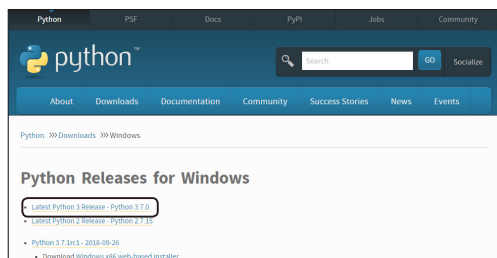 Python PSF Docs PyPI Jobs Community
python™
Search GO Socialize
About Downloads Documentation Community Success Stories News Events
Python >>> Downloads >>> Windows
Python Releases for Windows
Latest Python 3 Release - Python 3.7.0
Latest Python 2 Release - Python 2.7.15
Python 3.7.1rc1 - 2018-09-26
Download Windows x86 web-based installer